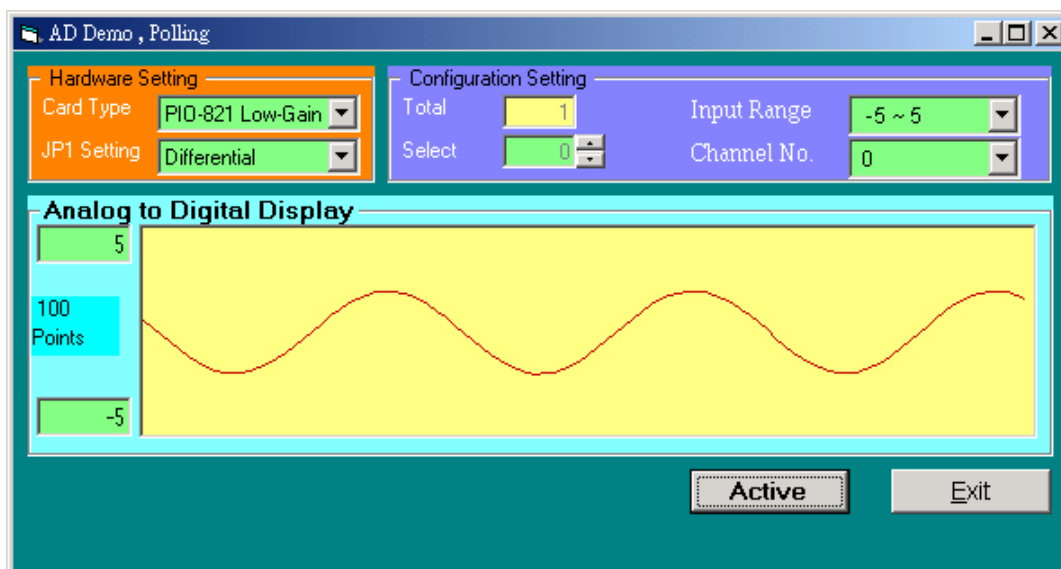 AD Demo , Polling
Hardware Setting
Card Type PIO-821 Low-Gain
JP1 Setting Differential
Configuration Setting
Total 1
Select 0
Input Range -5 ~ 5
Channel No. 0
Analog to Digital Display
5
100
Points
-5
Active
Exit